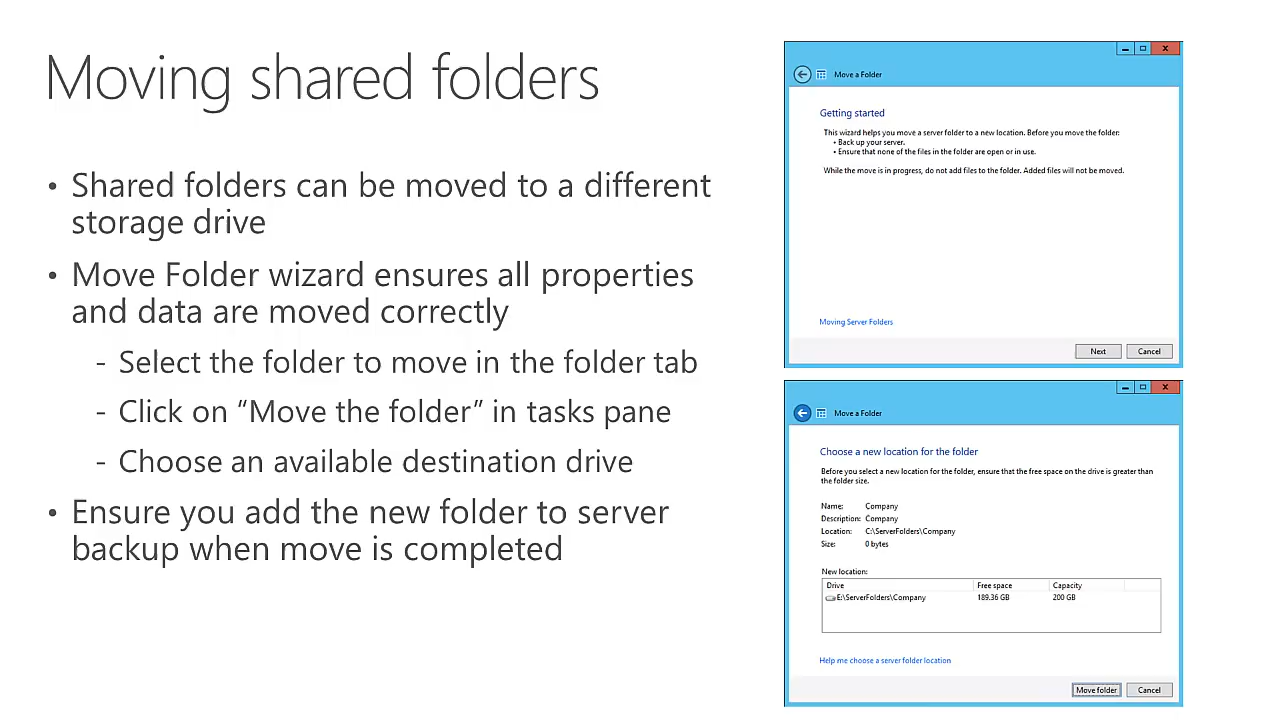 Moving shared folders
• Shared folders can be moved to a different
storage drive
• Move Folder wizard ensures all properties
and data are moved correctly
- Select the folder to move in the folder tab
- Click on “Move the folder” in tasks pane
- Choose an available destination drive
• Ensure you add the new folder to server
backup when move is completed
Move a Folder
Getting started
This wizard helps you move a server folder to a new location. Before you move the folder:
• Back up your server.
• Ensure that none of the files in the folder are open or in use.
While the move is in progress, do not add files to the folder. Added files will not be moved.
Moving Server Folders
Next Cancel
Move a Folder
Choose a new location for the folder
Before you select a new location for the folder, ensure that the free space on the drive is greater than
the folder size.
Name: Company
Description: Company
Location: C:\ServerFolders\Company
Size: 0 bytes
New location:
Drive Free space Capacity
E:\ServerFolders\Company 189.36 GB 200 GB
Help me choose a server folder location
Move folder Cancel